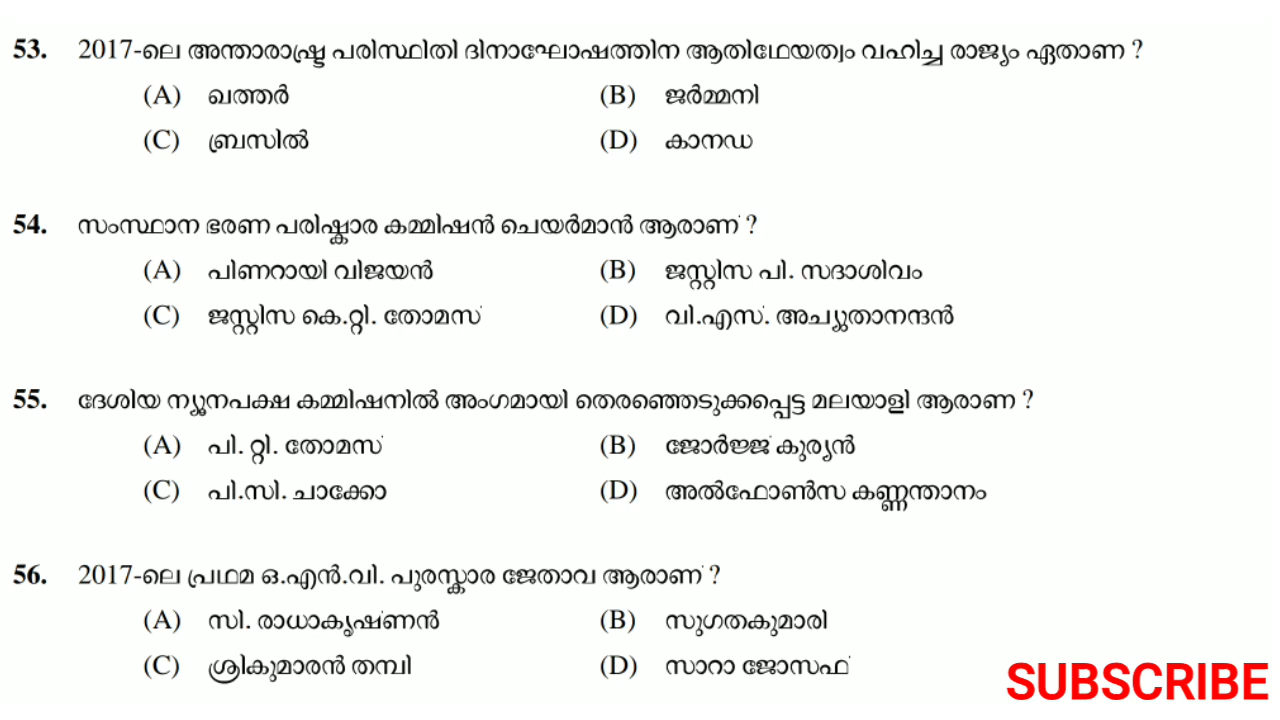 53. 2017-ലെ അന്താരാഷ്ട്ര പരിസ്ഥിതി ദിനാഘോഷത്തിന ആതിഥേയത്വം വഹിച്ച രാജ്യം ഏതാണ ?
(A) ഖത്തർ (B) ജർമ്മനി
(C) ബ്രസിൽ (D) കാനഡ
54. സംസ്ഥാന ഭരണ പരിഷ്കാര കമ്മിഷൻ ചെയർമാൻ ആരാണ് ?
(A) പിണറായി വിജയൻ (B) ജസ്റ്റിസ പി. സദാശിവം
(C) ജസ്റ്റിസ കെ.റ്റി. തോമസ് (D) വി.എസ്. അച്യുതാനന്ദൻ
55. ദേശിയ ന്യൂനപക്ഷ കമ്മിഷനിൽ അംഗമായി തെരഞ്ഞെടുക്കപ്പെട്ട മലയാളി ആരാണ ?
(A) പി. റ്റി. തോമസ് (B) ജോർജ്ജ് കുര്യൻ
(C) പി.സി. ചാക്കോ (D) അൽഫോൺസ കണ്ണന്താനം
56. 2017-ലെ പ്രഥമ ഒ.എൻ.വി. പുരസ്കാര ജേതാവ ആരാണ് ?
(A) സി. രാധാകൃഷ്ണൻ (B) സുഗതകുമാരി
(C) ശ്രികുമാരൻ തമ്പി (D) സാറാ ജോസഫ്
SUBSCRIBE